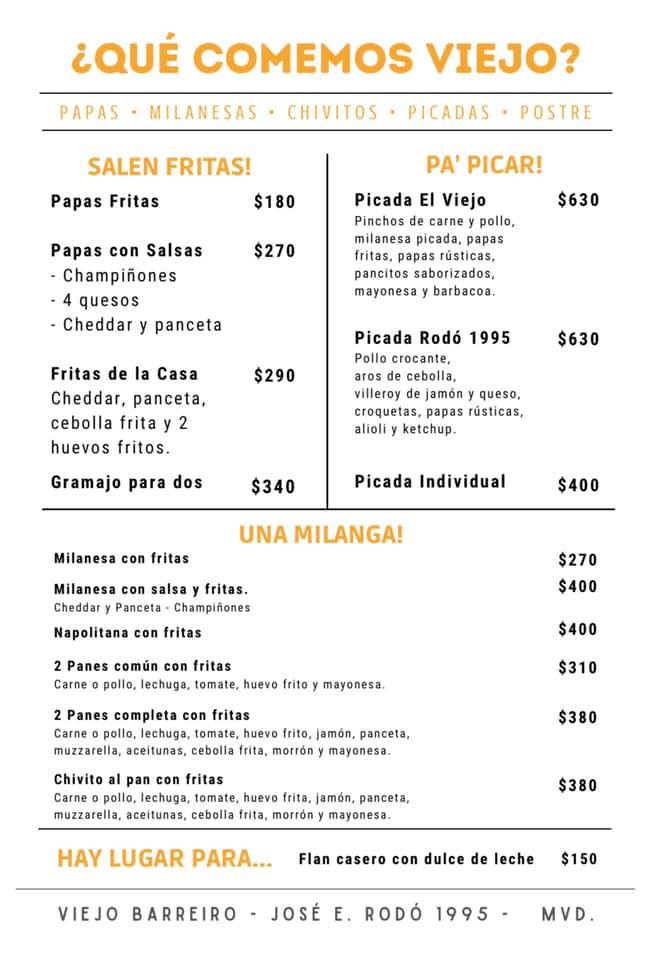 ¿QUÉ COMEMOS VIEJO?
PAPAS • MILANESAS • CHIVITOS • PICADAS • POSTRE
SALEN FRITAS!
Papas Fritas $180
Papas con Salsas $270
- Champiñones
- 4 quesos
- Cheddar y panceta
Fritas de la Casa $290
Cheddar, panceta,
cebolla frita y 2
huevos fritos.
Gramajo para dos $340
PA' PICAR!
Picada El Viejo $630
Pinchos de carne y pollo,
milanesa picada, papas
fritas, papas rústicas,
pancitos saborizados,
mayonesa y barbacoa.
Picada Rodó 1995 $630
Pollo crocante,
aros de cebolla,
villeroy de jamón y queso,
croquetas, papas rústicas,
alioli y ketchup.
Picada Individual $400
UNA MILANGA!
Milanesa con fritas $270
Milanesa con salsa y fritas. $400
Cheddar y Panceta - Champiñones
Napolitana con fritas $400
2 Panes común con fritas $310
Carne o pollo, lechuga, tomate, huevo frito y mayonesa.
2 Panes completa con fritas $380
Carne o pollo, lechuga, tomate, huevo frito, jamón, panceta,
muzzarella, aceitunas, cebolla frita, morrón y mayonesa.
Chivito al pan con fritas $380
Carne o pollo, lechuga, tomate, huevo frita, jamón, panceta,
muzzarella, aceitunas, cebolla frita, morrón y mayonesa.
HAY LUGAR PARA... Flan casero con dulce de leche $150
VIEJO BARREIRO - JOSÉ E. RODÓ 1995 - MVD.